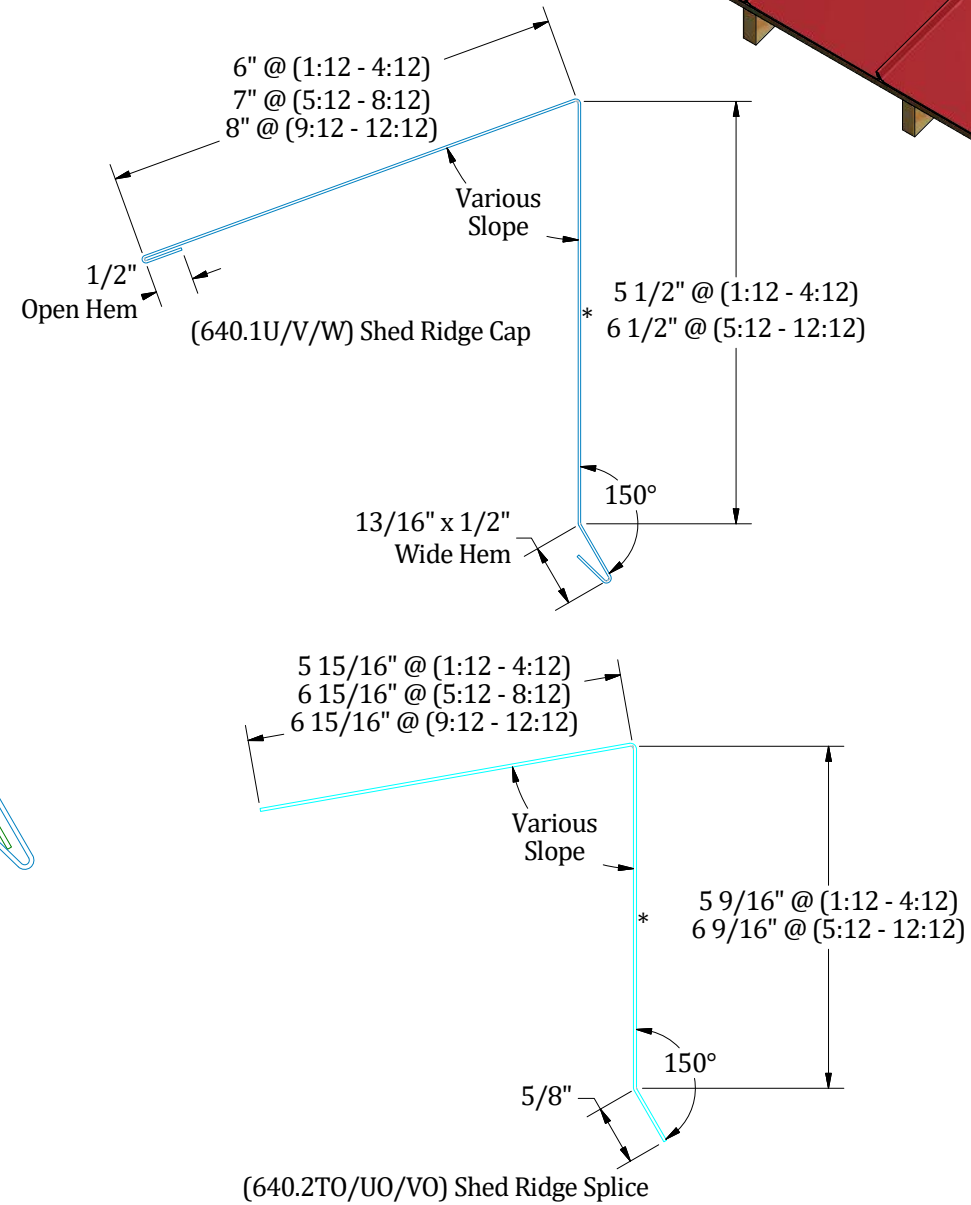 6" @ (1:12 - 4:12)
7" @ (5:12 - 8:12)
8" @ (9:12 - 12:12)
Various
Slope
1/2"
Open Hem
5 1/2" @ (1:12 - 4:12)
*
6 1/2" @ (5:12 - 12:12)
(640.1U/V/W) Shed Ridge Cap
150°
13/16" x 1/2"
Wide Hem
5 15/16" @ (1:12 - 4:12)
6 15/16" @ (5:12 - 8:12)
6 15/16" @ (9:12 - 12:12)
Various
Slope
5 9/16" @ (1:12 - 4:12)
*
6 9/16" @ (5:12 - 12:12)
150°
5/8"
(640.2TO/UO/VO) Shed Ridge Splice